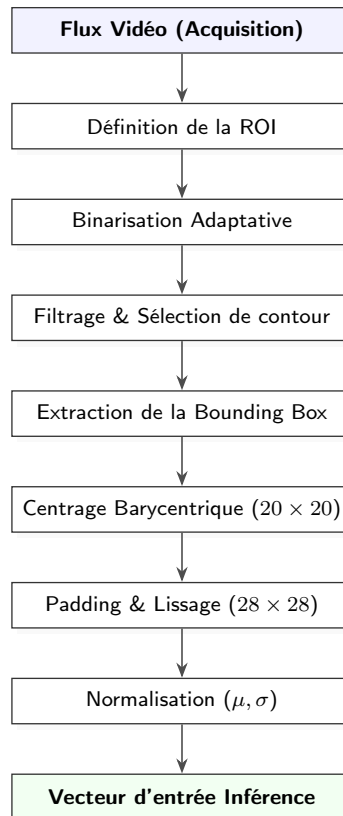 Flux Vidéo (Acquisition)
Définition de la ROI
Binarisation Adaptative
Filtrage & Sélection de contour
Extraction de la Bounding Box
Centrage Barycentrique (20 × 20)
Padding & Lissage (28 × 28)
Normalisation (μ, σ)
Vecteur d'entrée Inférence